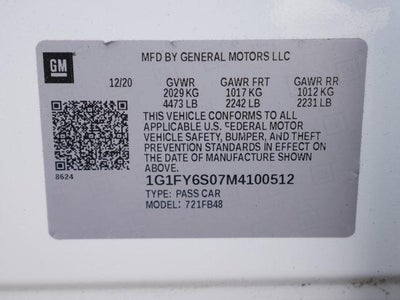 GM
MFD BY GENERAL MOTORS LLC
12/20 GVWR GAWR FRT GAWR RR
2029 KG 1017 KG 1012 KG
4473 LB 2242 LB 2231 LB
THIS VEHICLE CONFORMS TO ALL
APPLICABLE U.S. FEDERAL MOTOR
VEHICLE SAFETY, BUMPER, AND THEFT
PREVENTION STANDARDS IN EFFECT ON
THE DATE OF MANUFACTURE SHOWN
ABOVE.
8624
1G1FY6S07M4100512
TYPE: PASS CAR
MODEL: 721FB48